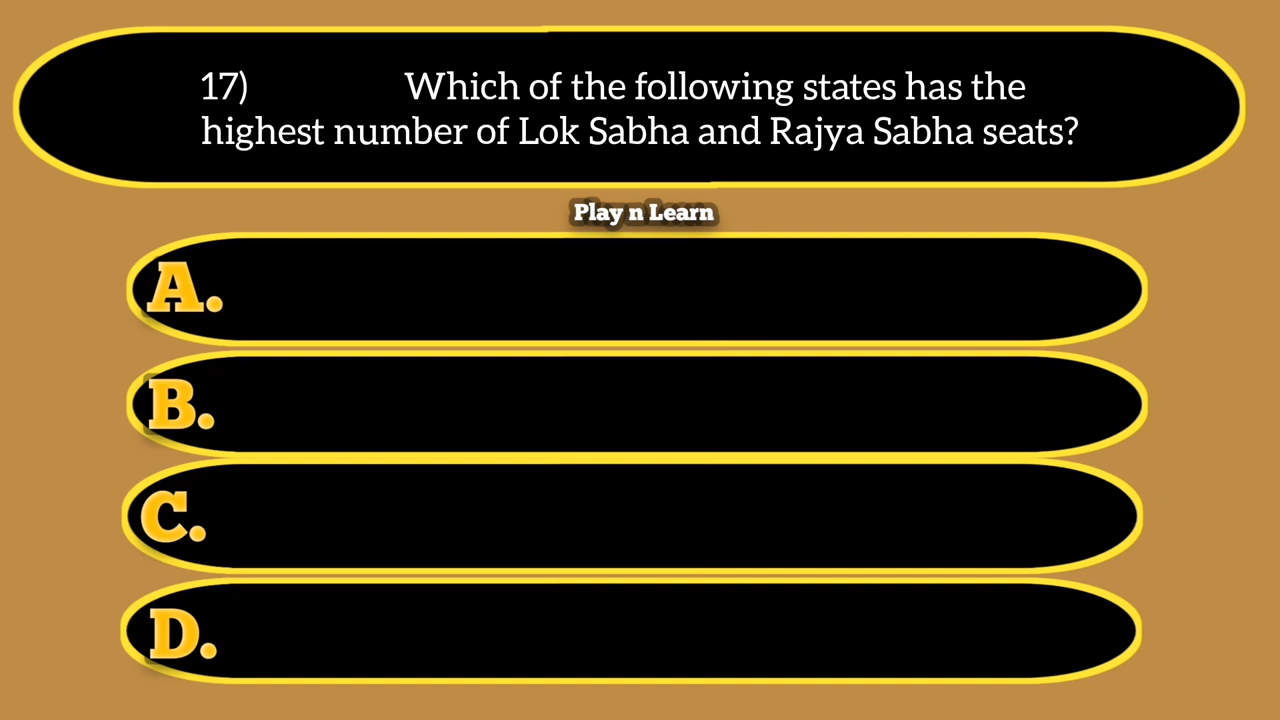 17) Which of the following states has the
highest number of Lok Sabha and Rajya Sabha seats?
Play n Learn
A.
B.
C.
D.